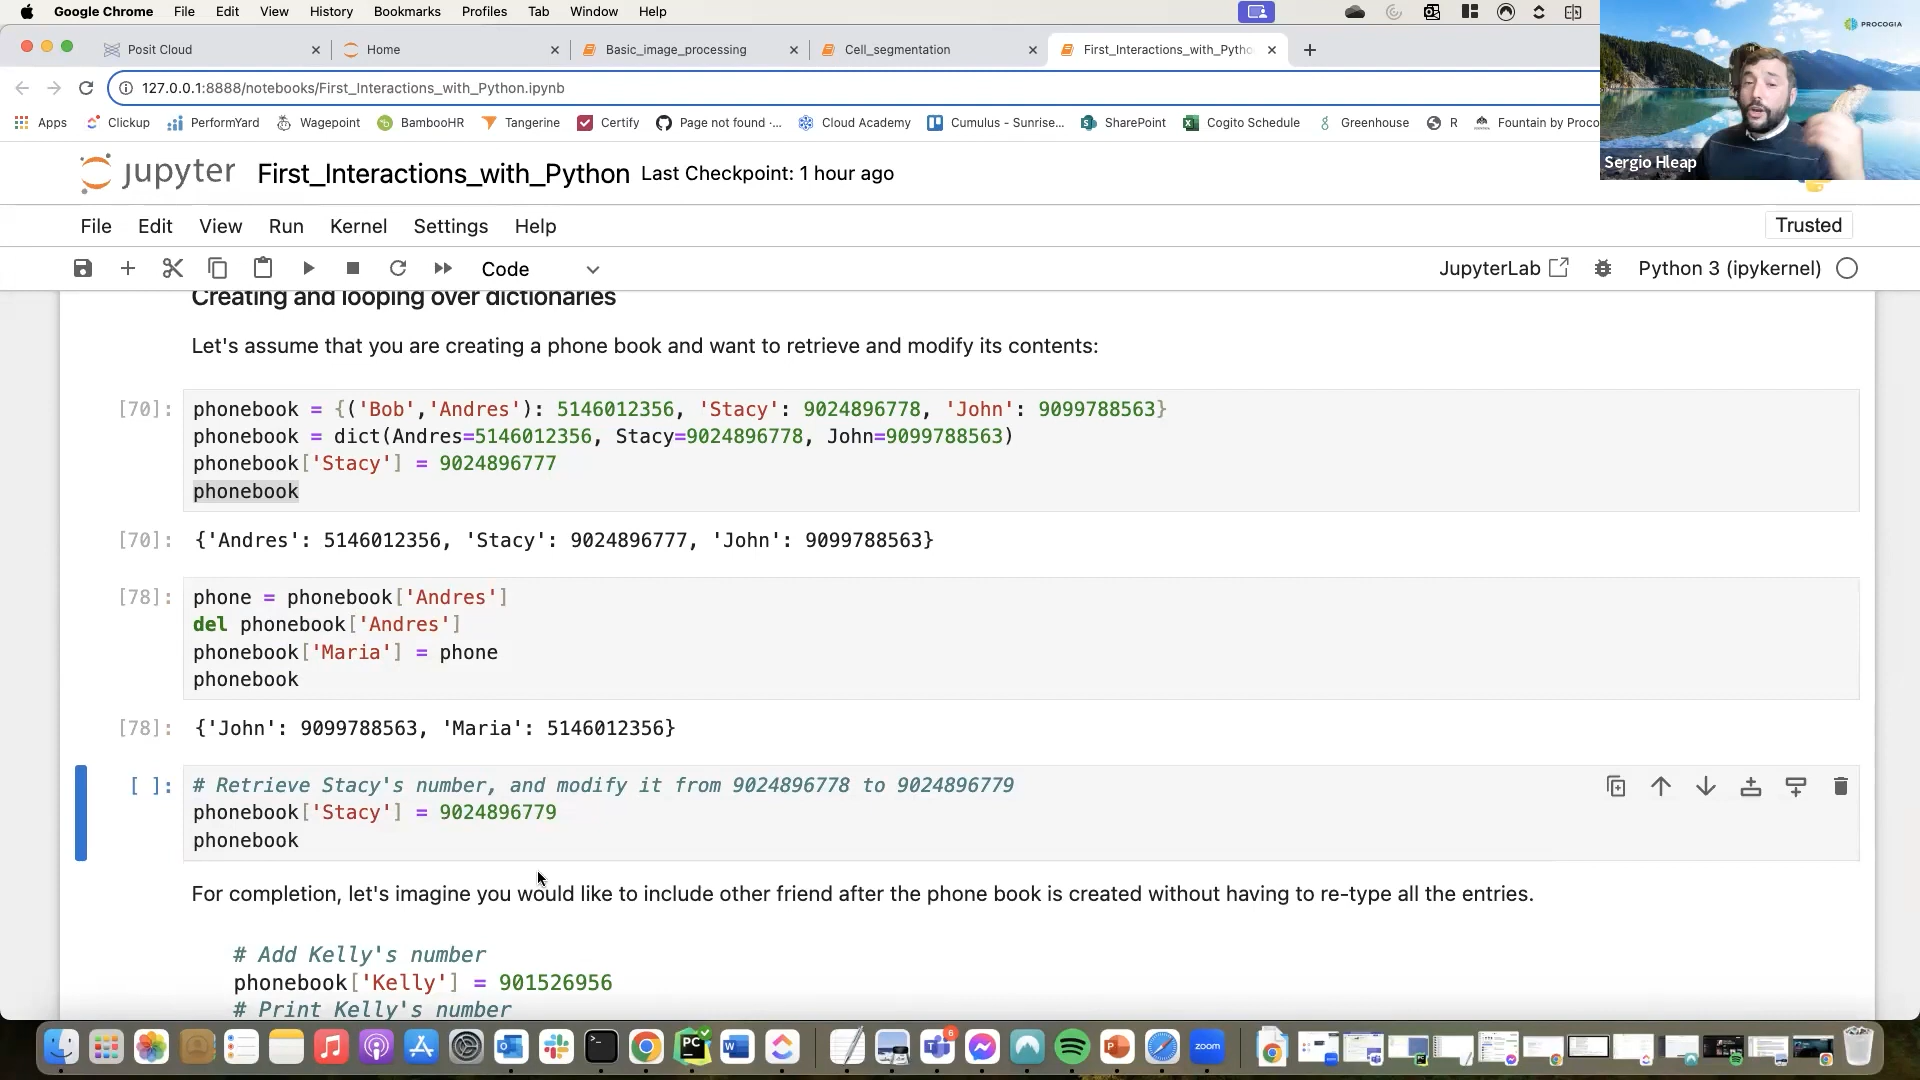 Google Chrome File Edit View History Bookmarks Profiles Tab Window Help
Posit Cloud
Home
Basic_image_processing
Cell_segmentation
First_Interactions_with_Pytho
127.0.0.1:8888/notebooks/First_Interactions_with_Python.ipynb
Apps Clickup PerformYard Wagepoint BambooHR Tangerine Certify Page not found -... Cloud Academy Cumulus - Sunrise... SharePoint Cogito Schedule Greenhouse R Fountain by Proco
PROCOGIA
Sergio Hleap
jupyter First_Interactions_with_Python Last Checkpoint: 1 hour ago
File Edit View Run Kernel Settings Help Trusted
Code JupyterLab Python 3 (ipykernel)
Creating and looping over dictionaries
Let's assume that you are creating a phone book and want to retrieve and modify its contents:
[70]: phonebook = {('Bob','Andres'): 5146012356, 'Stacy': 9024896778, 'John': 9099788563}
phonebook = dict(Andres=5146012356, Stacy=9024896778, John=9099788563)
phonebook['Stacy'] = 9024896777
phonebook
[70]: {'Andres': 5146012356, 'Stacy': 9024896777, 'John': 9099788563}
[78]: phone = phonebook['Andres']
del phonebook['Andres']
phonebook['Maria'] = phone
phonebook
[78]: {'John': 9099788563, 'Maria': 5146012356}
[ ]: # Retrieve Stacy's number, and modify it from 9024896778 to 9024896779
phonebook['Stacy'] = 9024896779
phonebook
For completion, let's imagine you would like to include other friend after the phone book is created without having to re-type all the entries.
# Add Kelly's number
phonebook['Kelly'] = 901526956
# Print Kelly's number
PC
zoom